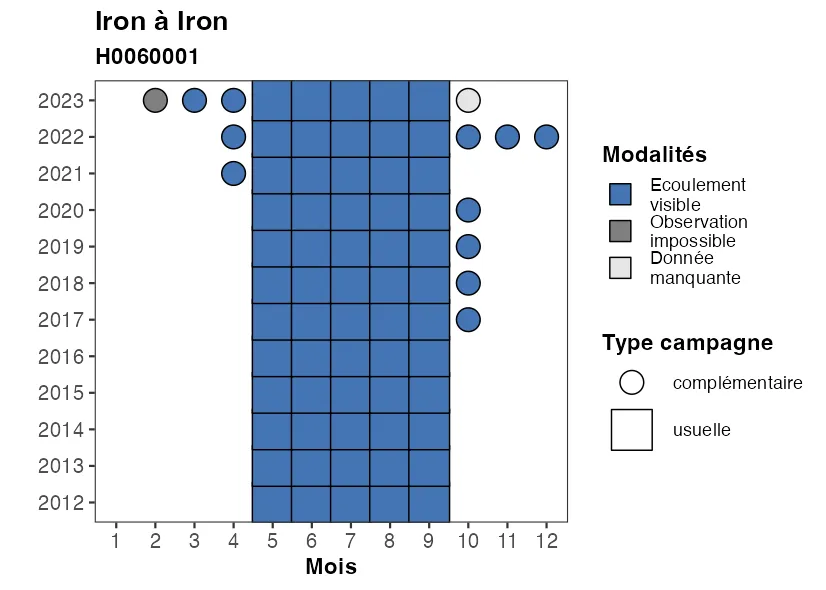 Iron à Iron
H0060001
2023
2022
2021
2020
2019
2018
2017
2016
2015
2014
2013
2012
1 2 3 4 5 6 7 8 9 10 11 12
Mois
Modalités
Ecoulement
visible
Observation
impossible
Donnée
manquante
Type campagne
complémentaire
usuelle